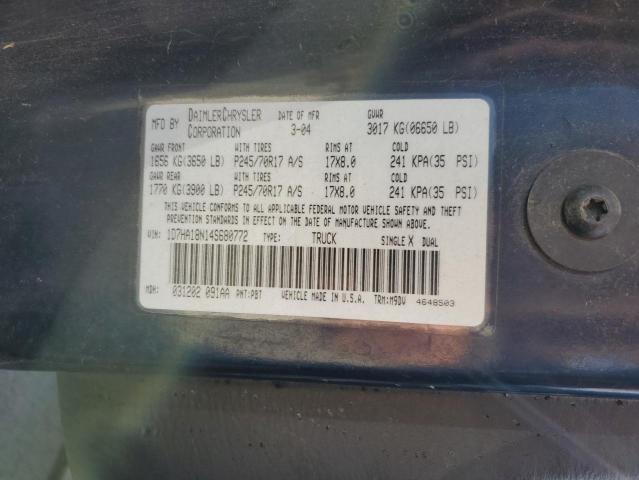 MFD BY DAIMLERCHRYSLER CORPORATION DATE OF MFR 3-04 GVWR 3017 KG(06650 LB)
GAWR FRONT WITH TIRES RIMS AT COLD
1656 KG(3650 LB) P245/70R17 A/S 17X8.0 241 KPA(35 PSI)
GAWR REAR WITH TIRES RIMS AT COLD
1770 KG(3900 LB) P245/70R17 A/S 17X8.0 241 KPA(35 PSI)
THIS VEHICLE CONFORMS TO ALL APPLICABLE FEDERAL MOTOR VEHICLE SAFETY AND THEFT
PREVENTION STANDARDS IN EFFECT ON THE DATE OF MANUFACTURE SHOWN ABOVE.
VIN: 1D7HA18N14S680772 TYPE: TRUCK SINGLE X DUAL
MDH: 031202 091AA PNT:PBT VEHICLE MADE IN U.S.A. TRM:M9DV 4648503